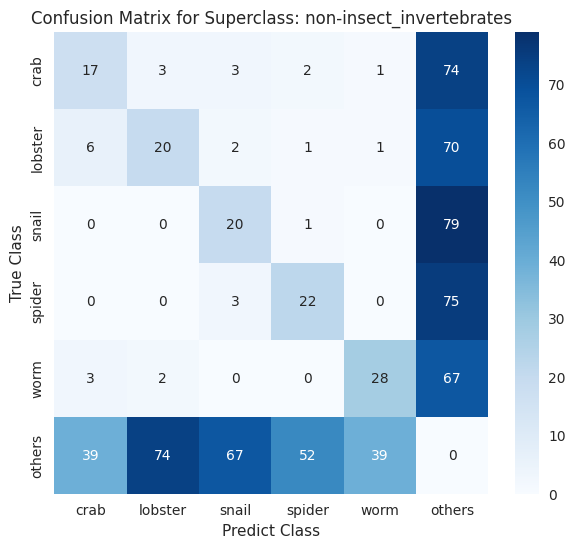 Confusion Matrix for Superclass: non-insect_invertebrates
True Class
crab 17 3 3 2 1 74
lobster 6 20 2 1 1 70
snail 0 0 20 1 0 79
spider 0 0 3 22 0 75
worm 3 2 0 0 28 67
others 39 74 67 52 39 0
crab lobster snail spider worm others
Predict Class
70
60
50
40
30
20
10
0